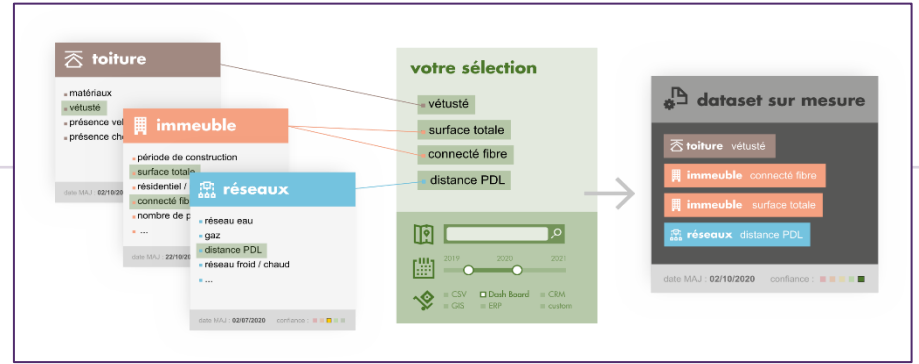 toiture
matériaux
vétusté
présence
présence
date MAJ :
immeuble
période de construction
surface totale
résidentiel /
connecté
nombre de
...
date MAJ :
réseaux
réseau eau
gaz
distance PDL
réseau froid / chaud
...
date MAJ : 02/07/2020 confiance :
votre sélection
vétusté
surface totale
connecté fibre
distance PDL
2019 2020 2021
CSV Dash Board CRM
GIS ERP custom
dataset sur mesure
toiture vétusté
immeuble connecté fibre
immeuble surface totale
réseaux distance PDL
date MAJ : 02/10/2020 confiance :